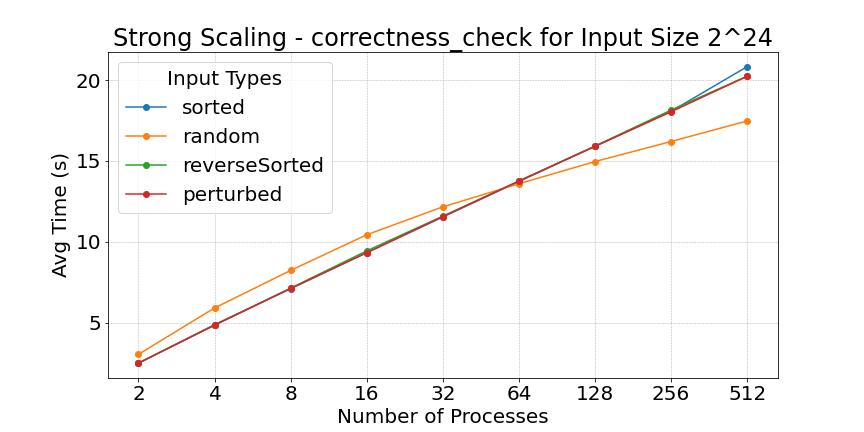 Strong Scaling - correctness_check for Input Size 2^24
Input Types
sorted
random
reverseSorted
perturbed
Avg Time (s)
20
15
10
5
2 4 8 16 32 64 128 256 512
Number of Processes